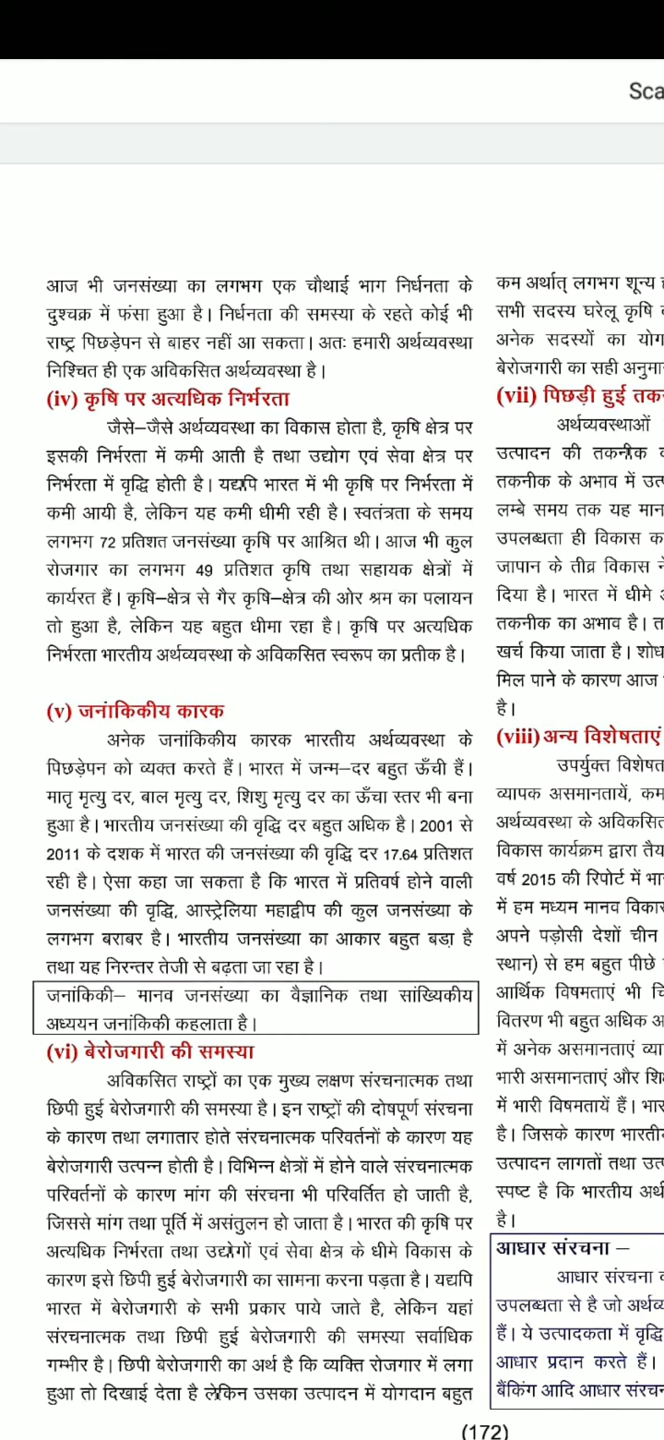 Sca
आज भी जनसंख्या का लगभग एक चौथाई भाग निर्धनता के
दुश्चक्र में फंसा हुआ है। निर्धनता की समस्या के रहते कोई भी
राष्ट्र पिछड़ेपन से बाहर नहीं आ सकता। अतः हमारी अर्थव्यवस्था
निश्चित ही एक अविकसित अर्थव्यवस्था है।
(iv) कृषि पर अत्यधिक निर्भरता
जैसे–जैसे अर्थव्यवस्था का विकास होता है, कृषि क्षेत्र पर
इसकी निर्भरता में कमी आती है तथा उद्योग एवं सेवा क्षेत्र पर
निर्भरता में वृद्धि होती है। यद्यपि भारत में भी कृषि पर निर्भरता में
कमी आयी है, लेकिन यह कमी धीमी रही है। स्वतंत्रता के समय
लगभग 72 प्रतिशत जनसंख्या कृषि पर आश्रित थी। आज भी कुल
रोजगार का लगभग 49 प्रतिशत कृषि तथा सहायक क्षेत्रों में
कार्यरत हैं। कृषि–क्षेत्र से गैर कृषि–क्षेत्र की ओर श्रम का पलायन
तो हुआ है, लेकिन यह बहुत धीमा रहा है। कृषि पर अत्यधिक
निर्भरता भारतीय अर्थव्यवस्था के अविकसित स्वरूप का प्रतीक है।
(v) जनांकिकीय कारक
अनेक जनांकिकीय कारक भारतीय अर्थव्यवस्था के
पिछड़ेपन को व्यक्त करते हैं। भारत में जन्म–दर बहुत ऊँची हैं।
मातृ मृत्यु दर, बाल मृत्यु दर, शिशु मृत्यु दर का ऊँचा स्तर भी बना
हुआ है। भारतीय जनसंख्या की वृद्धि दर बहुत अधिक है। 2001 से
2011 के दशक में भारत की जनसंख्या की वृद्धि दर 17.64 प्रतिशत
रही है। ऐसा कहा जा सकता है कि भारत में प्रतिवर्ष होने वाली
जनसंख्या की वृद्धि, आस्ट्रेलिया महाद्वीप की कुल जनसंख्या के
लगभग बराबर है। भारतीय जनसंख्या का आकार बहुत बडा़ है
तथा यह निरन्तर तेजी से बढ़ता जा रहा है।
जनांकिकी– मानव जनसंख्या का वैज्ञानिक तथा सांख्यिकीय
अध्ययन जनांकिकी कहलाता है।
(vi) बेरोजगारी की समस्या
अविकसित राष्ट्रों का एक मुख्य लक्षण संरचनात्मक तथा
छिपी हुई बेरोजगारी की समस्या है। इन राष्ट्रों की दोषपूर्ण संरचना
के कारण तथा लगातार होते संरचनात्मक परिवर्तनों के कारण यह
बेरोजगारी उत्पन्न होती है। विभिन्न क्षेत्रों में होने वाले संरचनात्मक
परिवर्तनों के कारण मांग की संरचना भी परिवर्तित हो जाती है,
जिससे मांग तथा पूर्ति में असंतुलन हो जाता है। भारत की कृषि पर
अत्यधिक निर्भरता तथा उद्योगों एवं सेवा क्षेत्र के धीमे विकास के
कारण इसे छिपी हुई बेरोजगारी का सामना करना पड़ता है। यद्यपि
भारत में बेरोजगारी के सभी प्रकार पाये जाते है, लेकिन यहां
संरचनात्मक तथा छिपी हुई बेरोजगारी की समस्या सर्वाधिक
गम्भीर है। छिपी बेरोजगारी का अर्थ है कि व्यक्ति रोजगार में लगा
हुआ तो दिखाई देता है लेकिन उसका उत्पादन में योगदान बहुत
कम अर्थात् लगभग शून्य
सभी सदस्य घरेलू कृषि
अनेक सदस्यों का योग
बेरोजगारी का सही अनुमा
(vii) पिछड़ी हुई तक
अर्थव्यवस्थाओं
उत्पादन की तकनीक
तकनीक के अभाव में उत्
लम्बे समय तक यह मान
उपलब्धता ही विकास क
जापान के तीव्र विकास
दिया है। भारत में धीमे
तकनीक का अभाव है। त
खर्च किया जाता है। शोध
मिल पाने के कारण आज
है।
(viii) अन्य विशेषताएं
उपर्युक्त विशेषत
व्यापक असमानतायें, कम
अर्थव्यवस्था के अविकसित
विकास कार्यक्रम द्वारा तैय
वर्ष 2015 की रिपोर्ट में भा
में हम मध्यम मानव विकार
अपने पड़ोसी देशों चीन
स्थान) से हम बहुत पीछे
आर्थिक विषमताएं भी
वितरण भी बहुत अधिक अ
में अनेक असमानताएं व्या
भारी असमानताएं और शि
में भारी विषमतायें हैं। भार
है। जिसके कारण भारती
उत्पादन लागतों तथा उत्
स्पष्ट है कि भारतीय अर्थ
है।
आधार संरचना –
आधार संरचना
उपलब्धता से है जो अर्थव्य
हैं। ये उत्पादकता में वृद्धि
आधार प्रदान करते हैं।
बैंकिंग आदि आधार संरचन
(172)